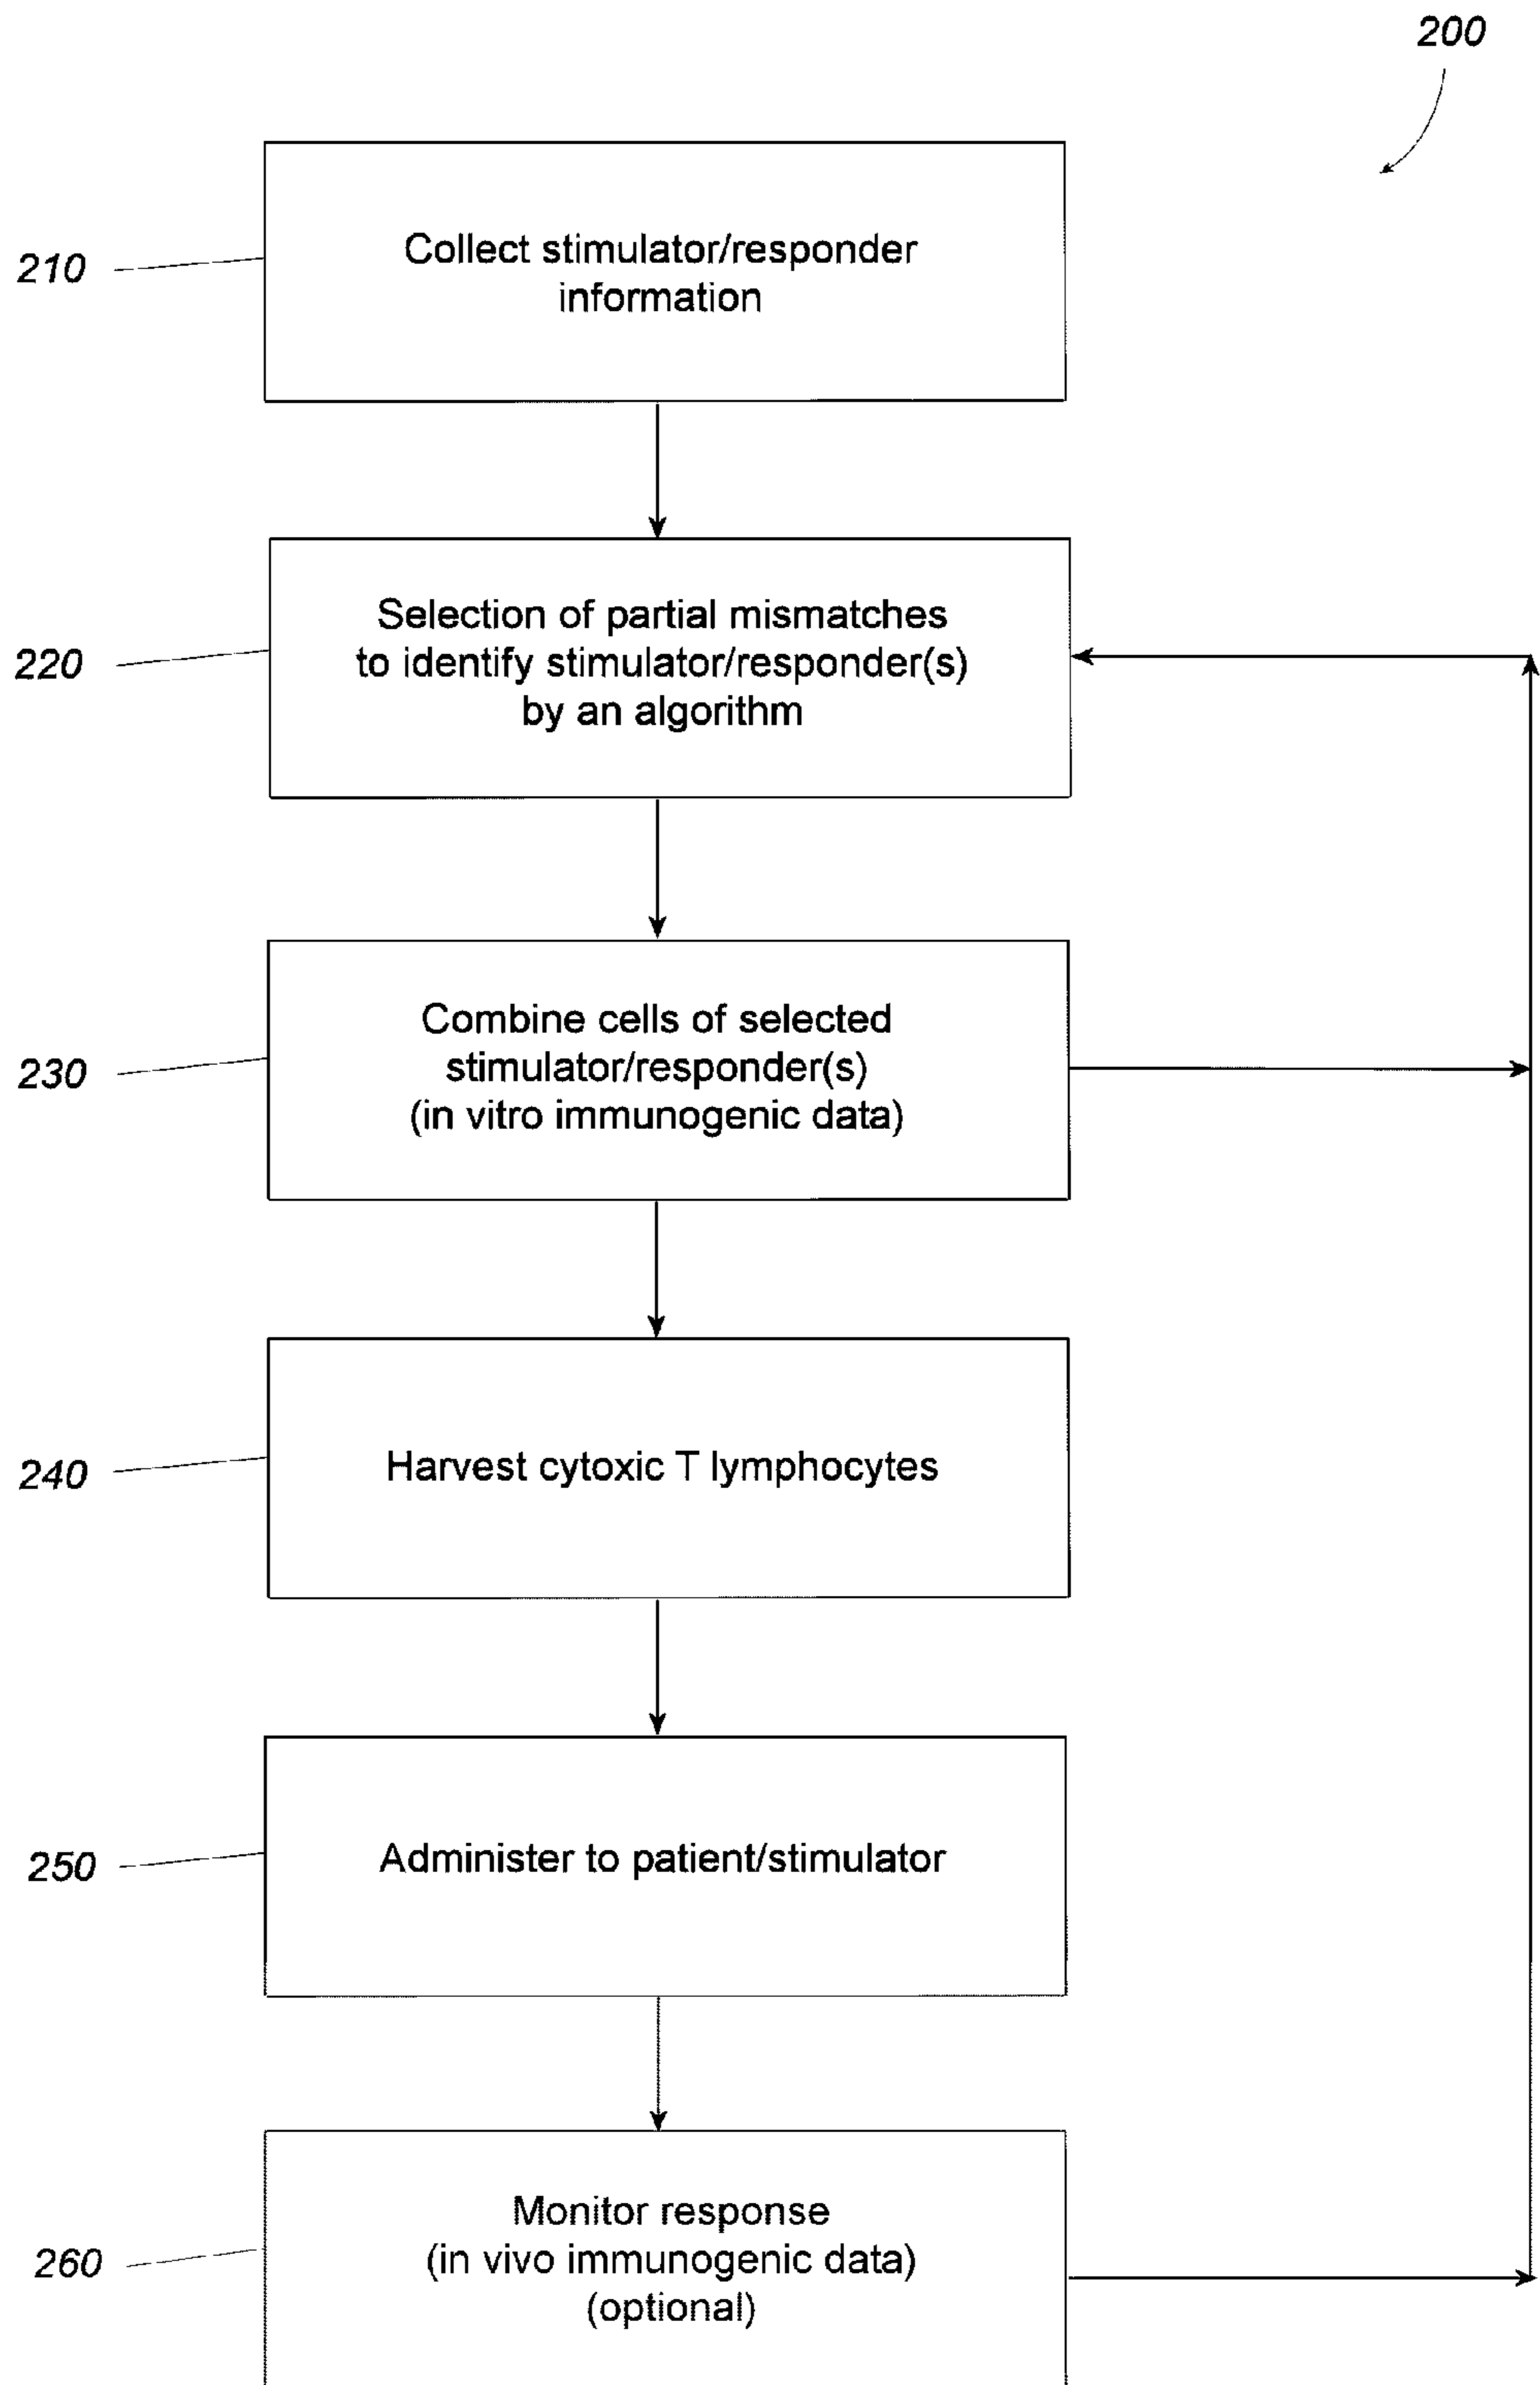 200
210
Collect stimulator/responder
information
220
Selection of partial mismatches
to identify stimulator/responder(s)
by an algorithm
230
Combine cells of selected
stimulator/responder(s)
(in vitro immunogenic data)
240
Harvest cytoxic T lymphocytes
250
Administer to patient/stimulator
260
Monitor response
(in vivo immunogenic data)
(optional)